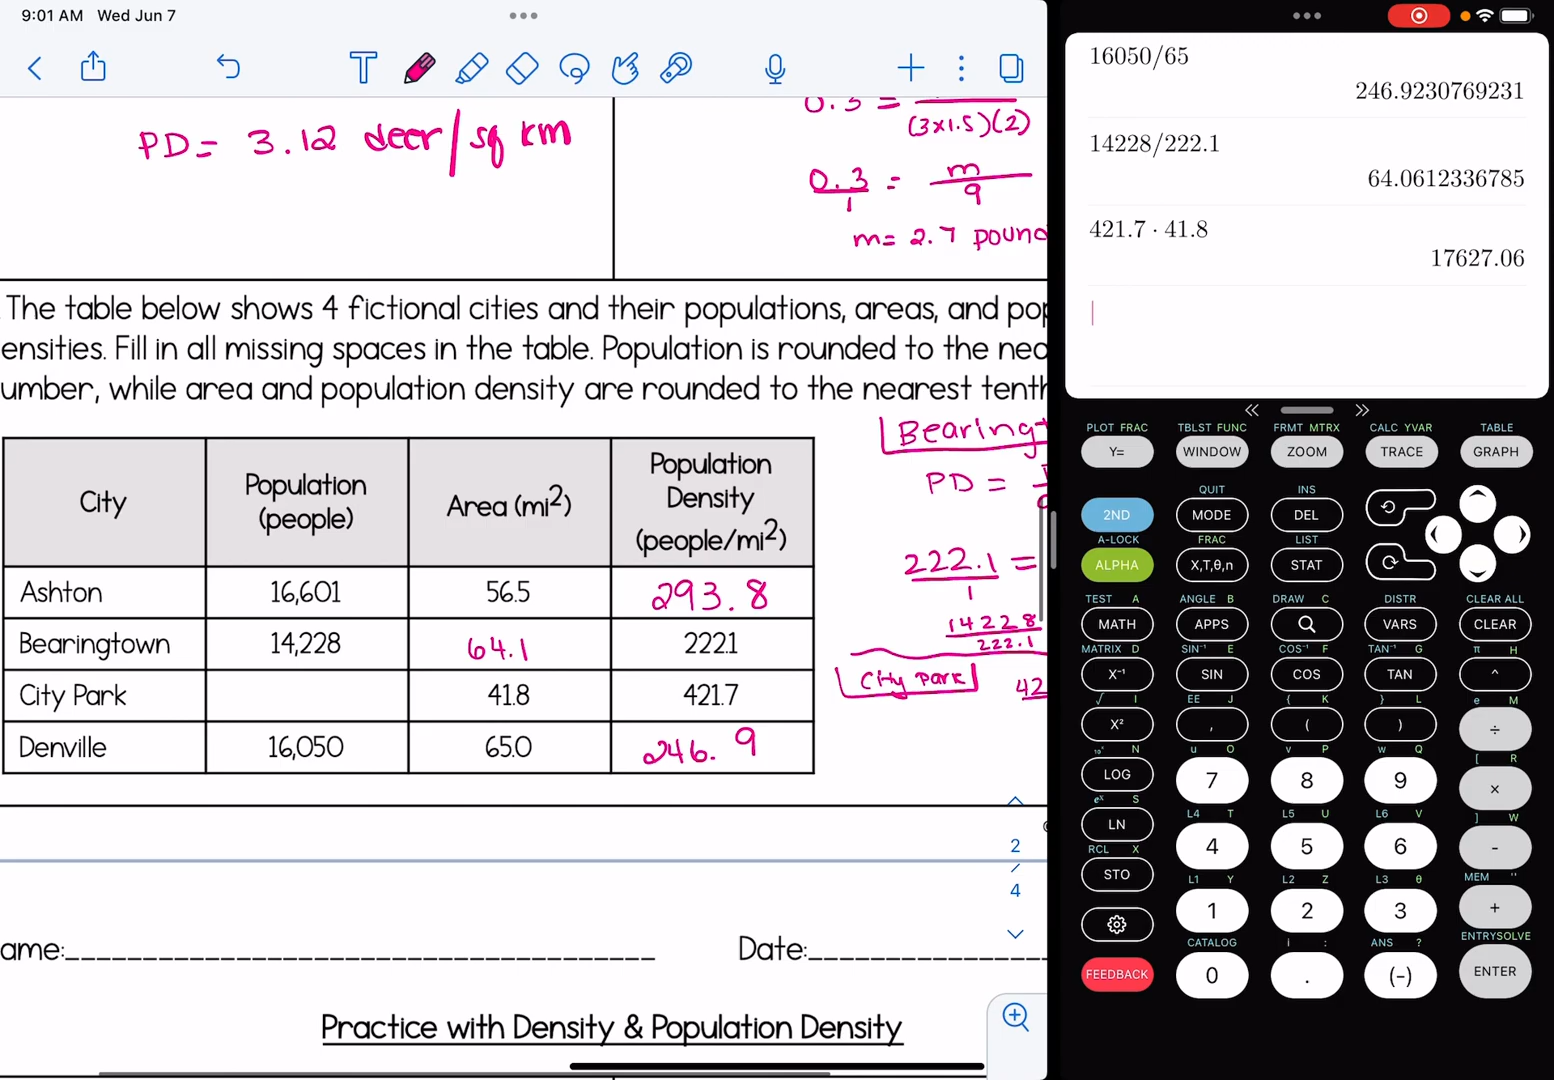 9:01 AM Wed Jun 7
PD = 3.12 deer/sq km
0.3 =
(3x1.5)(2)
0.3 = m
1 9
m= 2.7 pound
The table below shows 4 fictional cities and their populations, areas, and pop
ensities. Fill in all missing spaces in the table. Population is rounded to the nea
umber, while area and population density are rounded to the nearest tenth
City Population (people) Area (mi²) Population Density (people/mi²)
Ashton 16,601 56.5 293.8
Bearingtown 14,228 64.1 222.1
City Park 41.8 421.7
Denville 16,050 65.0 246.9
Bearingt
PD =
222.1 =
1
14228
222.1
City Park 42
2
4
ame:
Date:
Practice with Density & Population Density
16050/65
246.9230769231
14228/222.1
64.0612336785
421.7 · 41.8
17627.06
PLOT FRAC TBLST FUNC FRMT MTRX CALC YVAR TABLE
Y= WINDOW ZOOM TRACE GRAPH
QUIT INS
2ND MODE DEL
A-LOCK FRAC LIST
ALPHA X,T,θ,n STAT
TEST A ANGLE B DRAW C DISTR CLEAR ALL
MATH APPS VARS CLEAR
MATRIX D SIN⁻¹ E COS⁻¹ F TAN⁻¹ G π H
X⁻¹ SIN COS TAN ^
√ I EE J { K } L e M
X² , ( ) ÷
10ˣ N u O v P w Q [ R
LOG 7 8 9 ×
eˣ S L4 T L5 U L6 V ] W
LN 4 5 6 -
RCL X L1 Y L2 Z L3 θ MEM "
STO 1 2 3 +
CATALOG i : ANS ? ENTRY SOLVE
FEEDBACK 0 . (-) ENTER